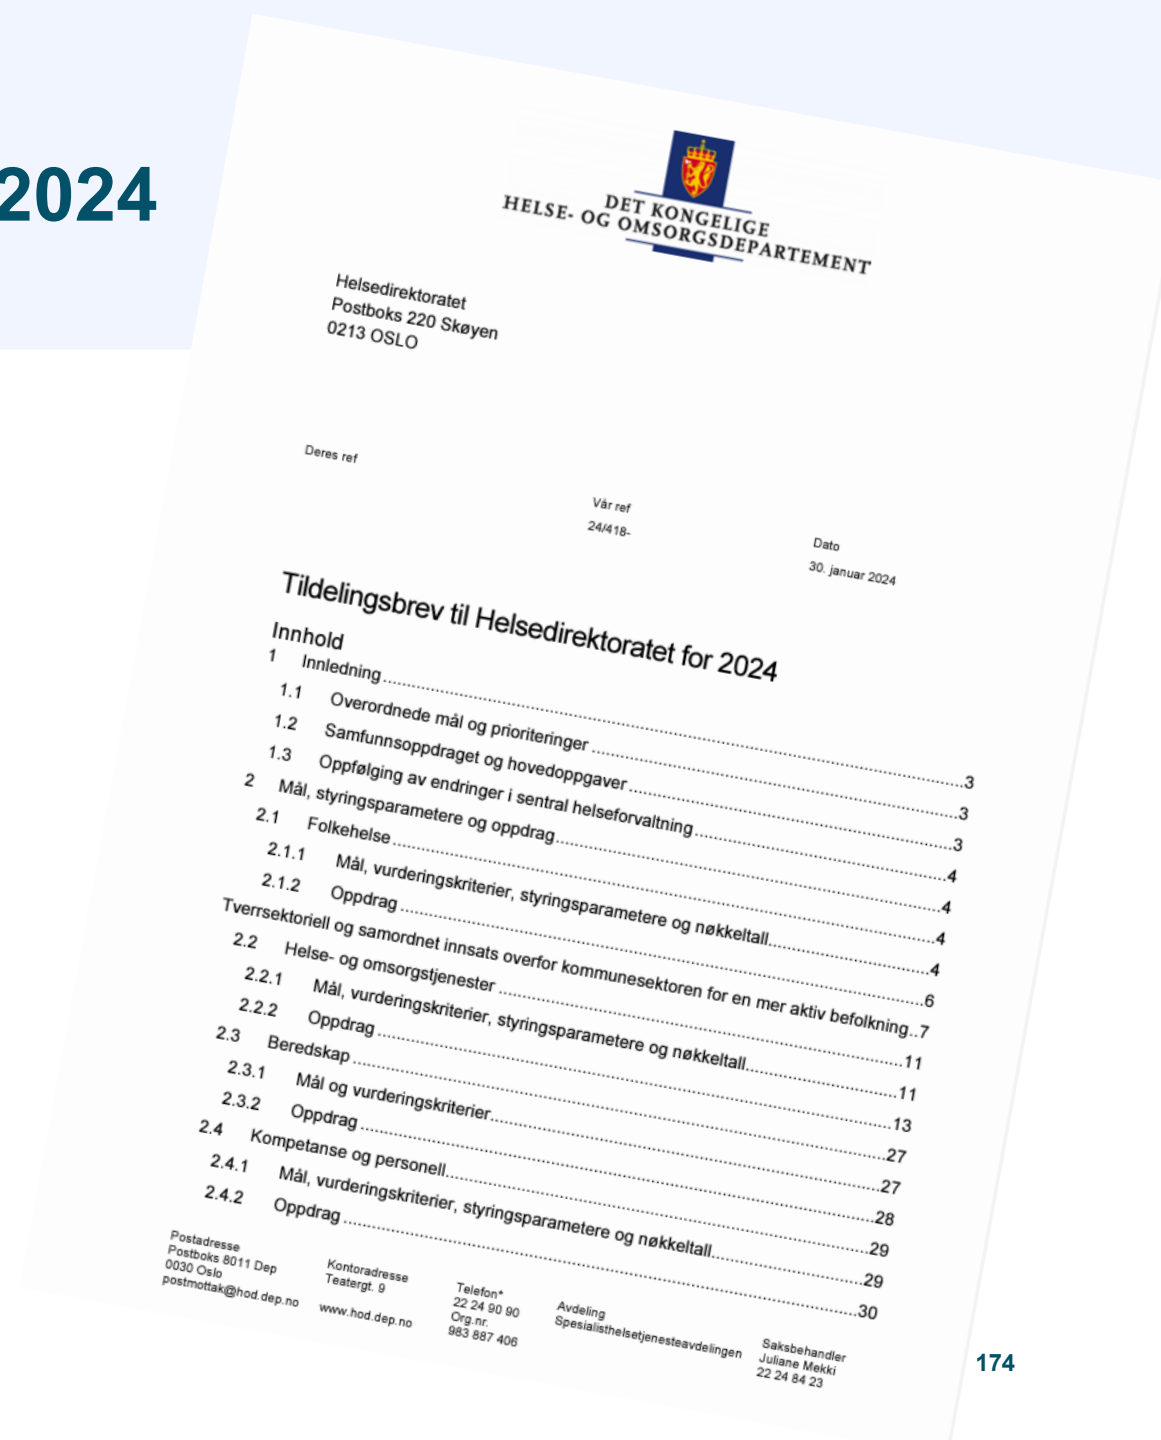 2024
DET KONGELIGE
HELSE- OG OMSORGSDEPARTEMENT
Helsedirektoratet
Postboks 220 Skøyen
0213 OSLO
Deres ref
Vår ref
24/418-
Dato
30. januar 2024
Tildelingsbrev til Helsedirektoratet for 2024
Innhold
1 Innledning ........ 3
1.1 Overordnede mål og prioriteringer ........ 3
1.2 Samfunnsoppdraget og hovedoppgaver ........ 3
1.3 Oppfølging av endringer i sentral helseforvaltning ........ 4
2 Mål, styringsparametere og oppdrag ........ 4
2.1 Folkehelse ........ 4
2.1.1 Mål, vurderingskriterier, styringsparametere og nøkkeltall ........ 4
2.1.2 Oppdrag ........ 6
Tverrsektoriell og samordnet innsats overfor kommunesektoren for en mer aktiv befolkning..7
2.2 Helse- og omsorgstjenester ........ 11
2.2.1 Mål, vurderingskriterier, styringsparametere og nøkkeltall ........ 11
2.2.2 Oppdrag ........ 13
2.3 Beredskap ........ 27
2.3.1 Mål og vurderingskriterier ........ 27
2.3.2 Oppdrag ........ 28
2.4 Kompetanse og personell ........ 29
2.4.1 Mål, vurderingskriterier, styringsparametere og nøkkeltall ........ 29
2.4.2 Oppdrag ........ 30
Postadresse
Postboks 8011 Dep
0030 Oslo
postmottak@hod.dep.no
Kontoradresse
Teatergt. 9
www.hod.dep.no
Telefon*
22 24 90 90
Org.nr.
983 887 406
Avdeling
Spesialisthelsetjenesteavdelingen
Saksbehandler
Juliane Mekki
22 24 84 23
174